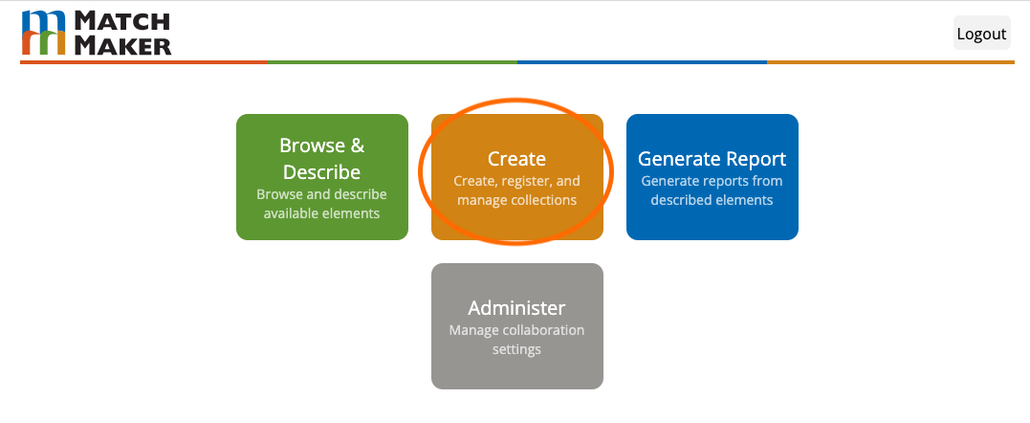 MATCH
MAKER
Logout
Browse &
Describe
Browse and describe
available elements
Create
Create, register, and
manage collections
Generate Report
Generate reports from
described elements
Administer
Manage collaboration
settings